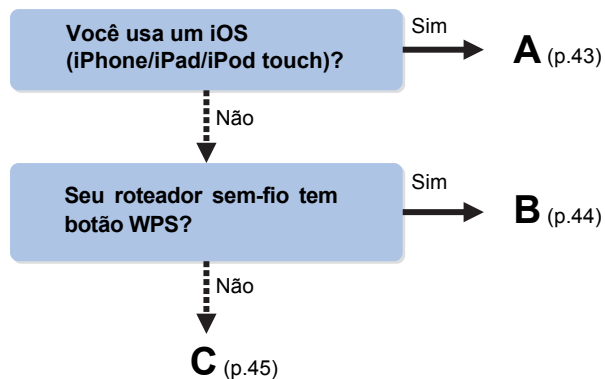 Você usa um iOS
(iPhone/iPad/iPod touch)?
Sim
A (p.43)
Não
Seu roteador sem-fio tem
botão WPS?
Sim
B (p.44)
Não
C (p.45)